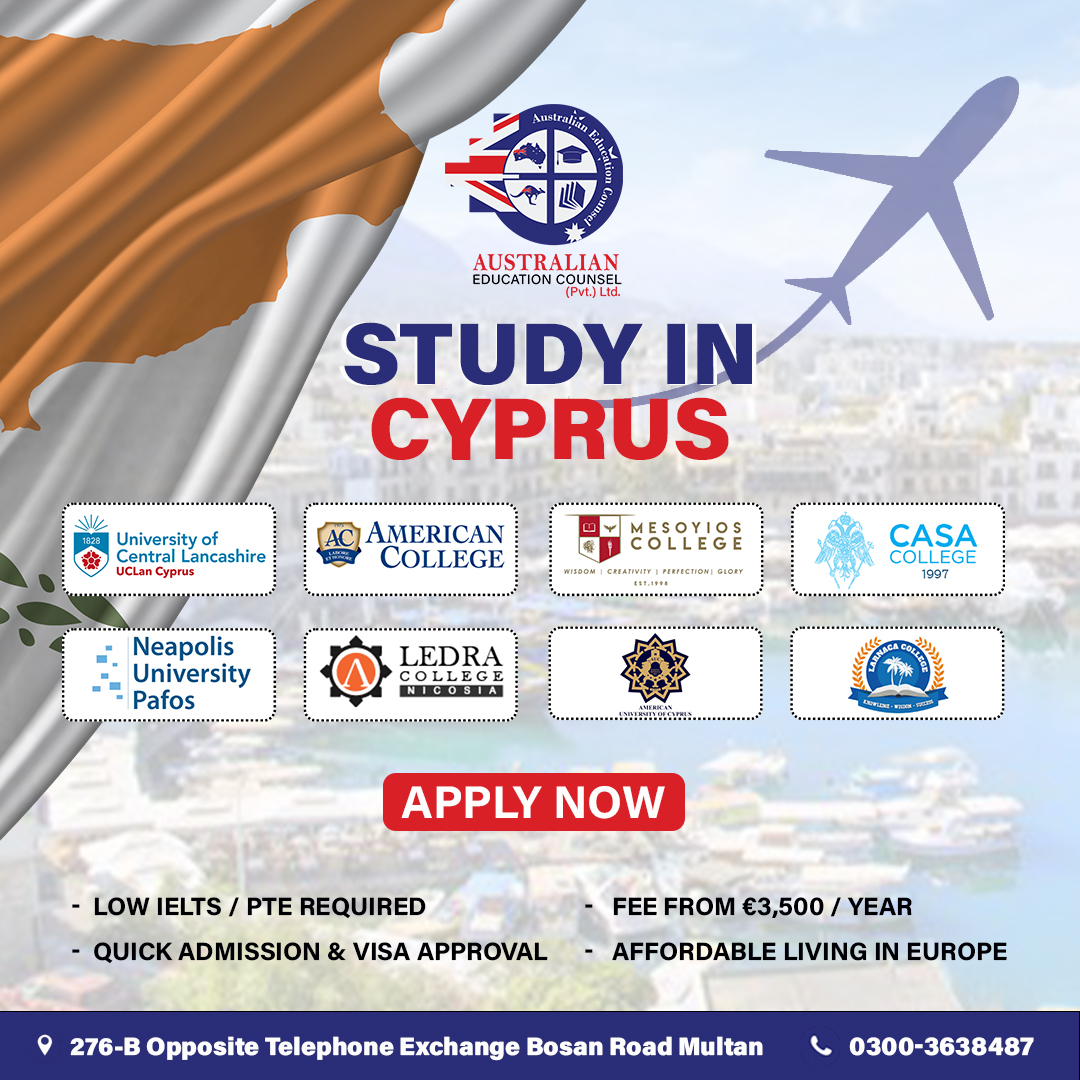 Australian Education Counsel
AUSTRALIAN
EDUCATION COUNSEL
(Pvt.) Ltd.
STUDY IN
CYPRUS
1828
University of
Central Lancashire
UCLan Cyprus
AC
LABORE
ET HONORE
AMERICAN
COLLEGE
MESOYIOS
COLLEGE
WISDOM | CREATIVITY | PERFECTION | GLORY
EST.1998
CASA
COLLEGE
1997
Neapolis
University
Pafos
LEDRA
COLLEGE
NICOSIA
AMERICAN
UNIVERSITY OF CYPRUS
LARNACA COLLEGE
KNOWLEDGE - WISDOM - SUCCESS
APPLY NOW
- LOW IELTS / PTE REQUIRED
- QUICK ADMISSION & VISA APPROVAL
- FEE FROM €3,500 / YEAR
- AFFORDABLE LIVING IN EUROPE
276-B Opposite Telephone Exchange Bosan Road Multan
0300-3638487